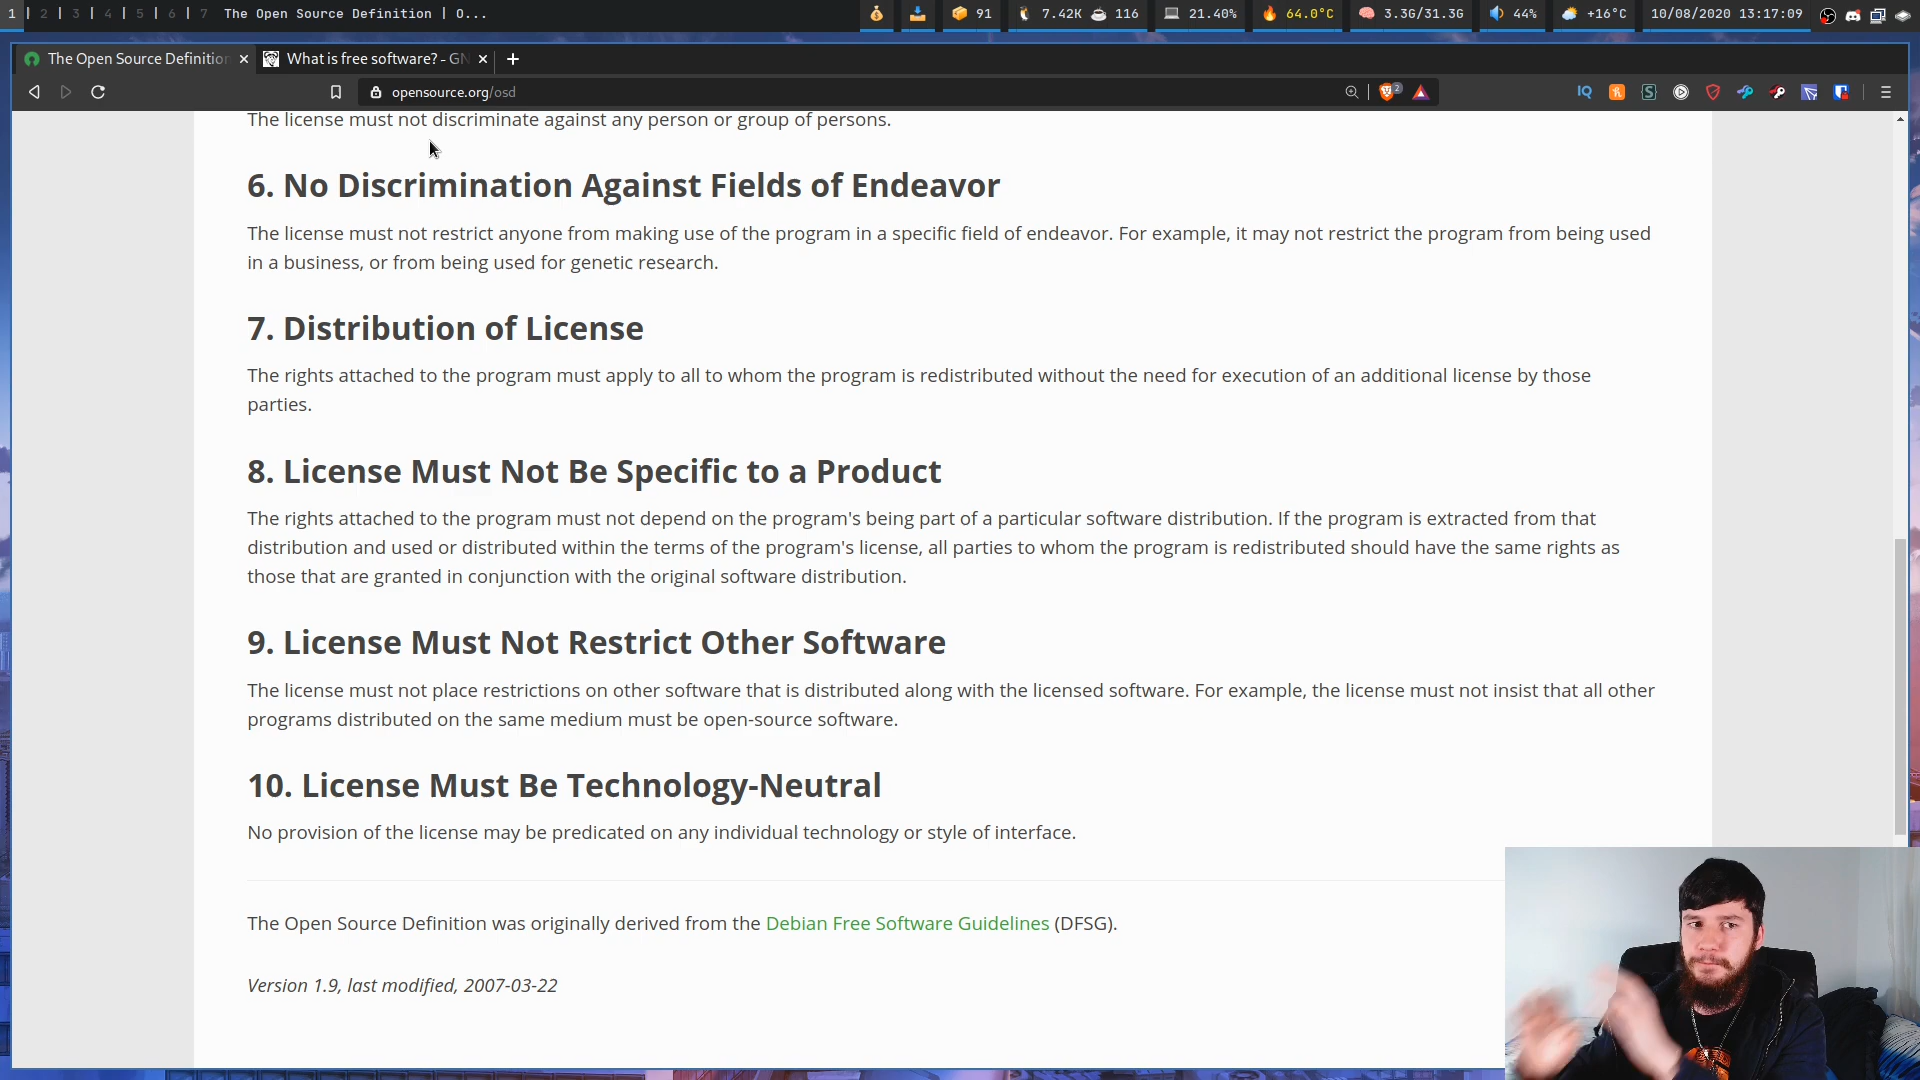 1 | 2 | 3 | 4 | 5 | 6 | 7 The Open Source Definition | O... 91 7.42K 116 21.40% 64.0°C 3.3G/31.3G 44% +16°C 10/08/2020 13:17:09
The Open Source Definition What is free software? - GN
opensource.org/osd 2 IQ
The license must not discriminate against any person or group of persons.
6. No Discrimination Against Fields of Endeavor
The license must not restrict anyone from making use of the program in a specific field of endeavor. For example, it may not restrict the program from being used
in a business, or from being used for genetic research.
7. Distribution of License
The rights attached to the program must apply to all to whom the program is redistributed without the need for execution of an additional license by those
parties.
8. License Must Not Be Specific to a Product
The rights attached to the program must not depend on the program's being part of a particular software distribution. If the program is extracted from that
distribution and used or distributed within the terms of the program's license, all parties to whom the program is redistributed should have the same rights as
those that are granted in conjunction with the original software distribution.
9. License Must Not Restrict Other Software
The license must not place restrictions on other software that is distributed along with the licensed software. For example, the license must not insist that all other
programs distributed on the same medium must be open-source software.
10. License Must Be Technology-Neutral
No provision of the license may be predicated on any individual technology or style of interface.
The Open Source Definition was originally derived from the Debian Free Software Guidelines (DFSG).
Version 1.9, last modified, 2007-03-22